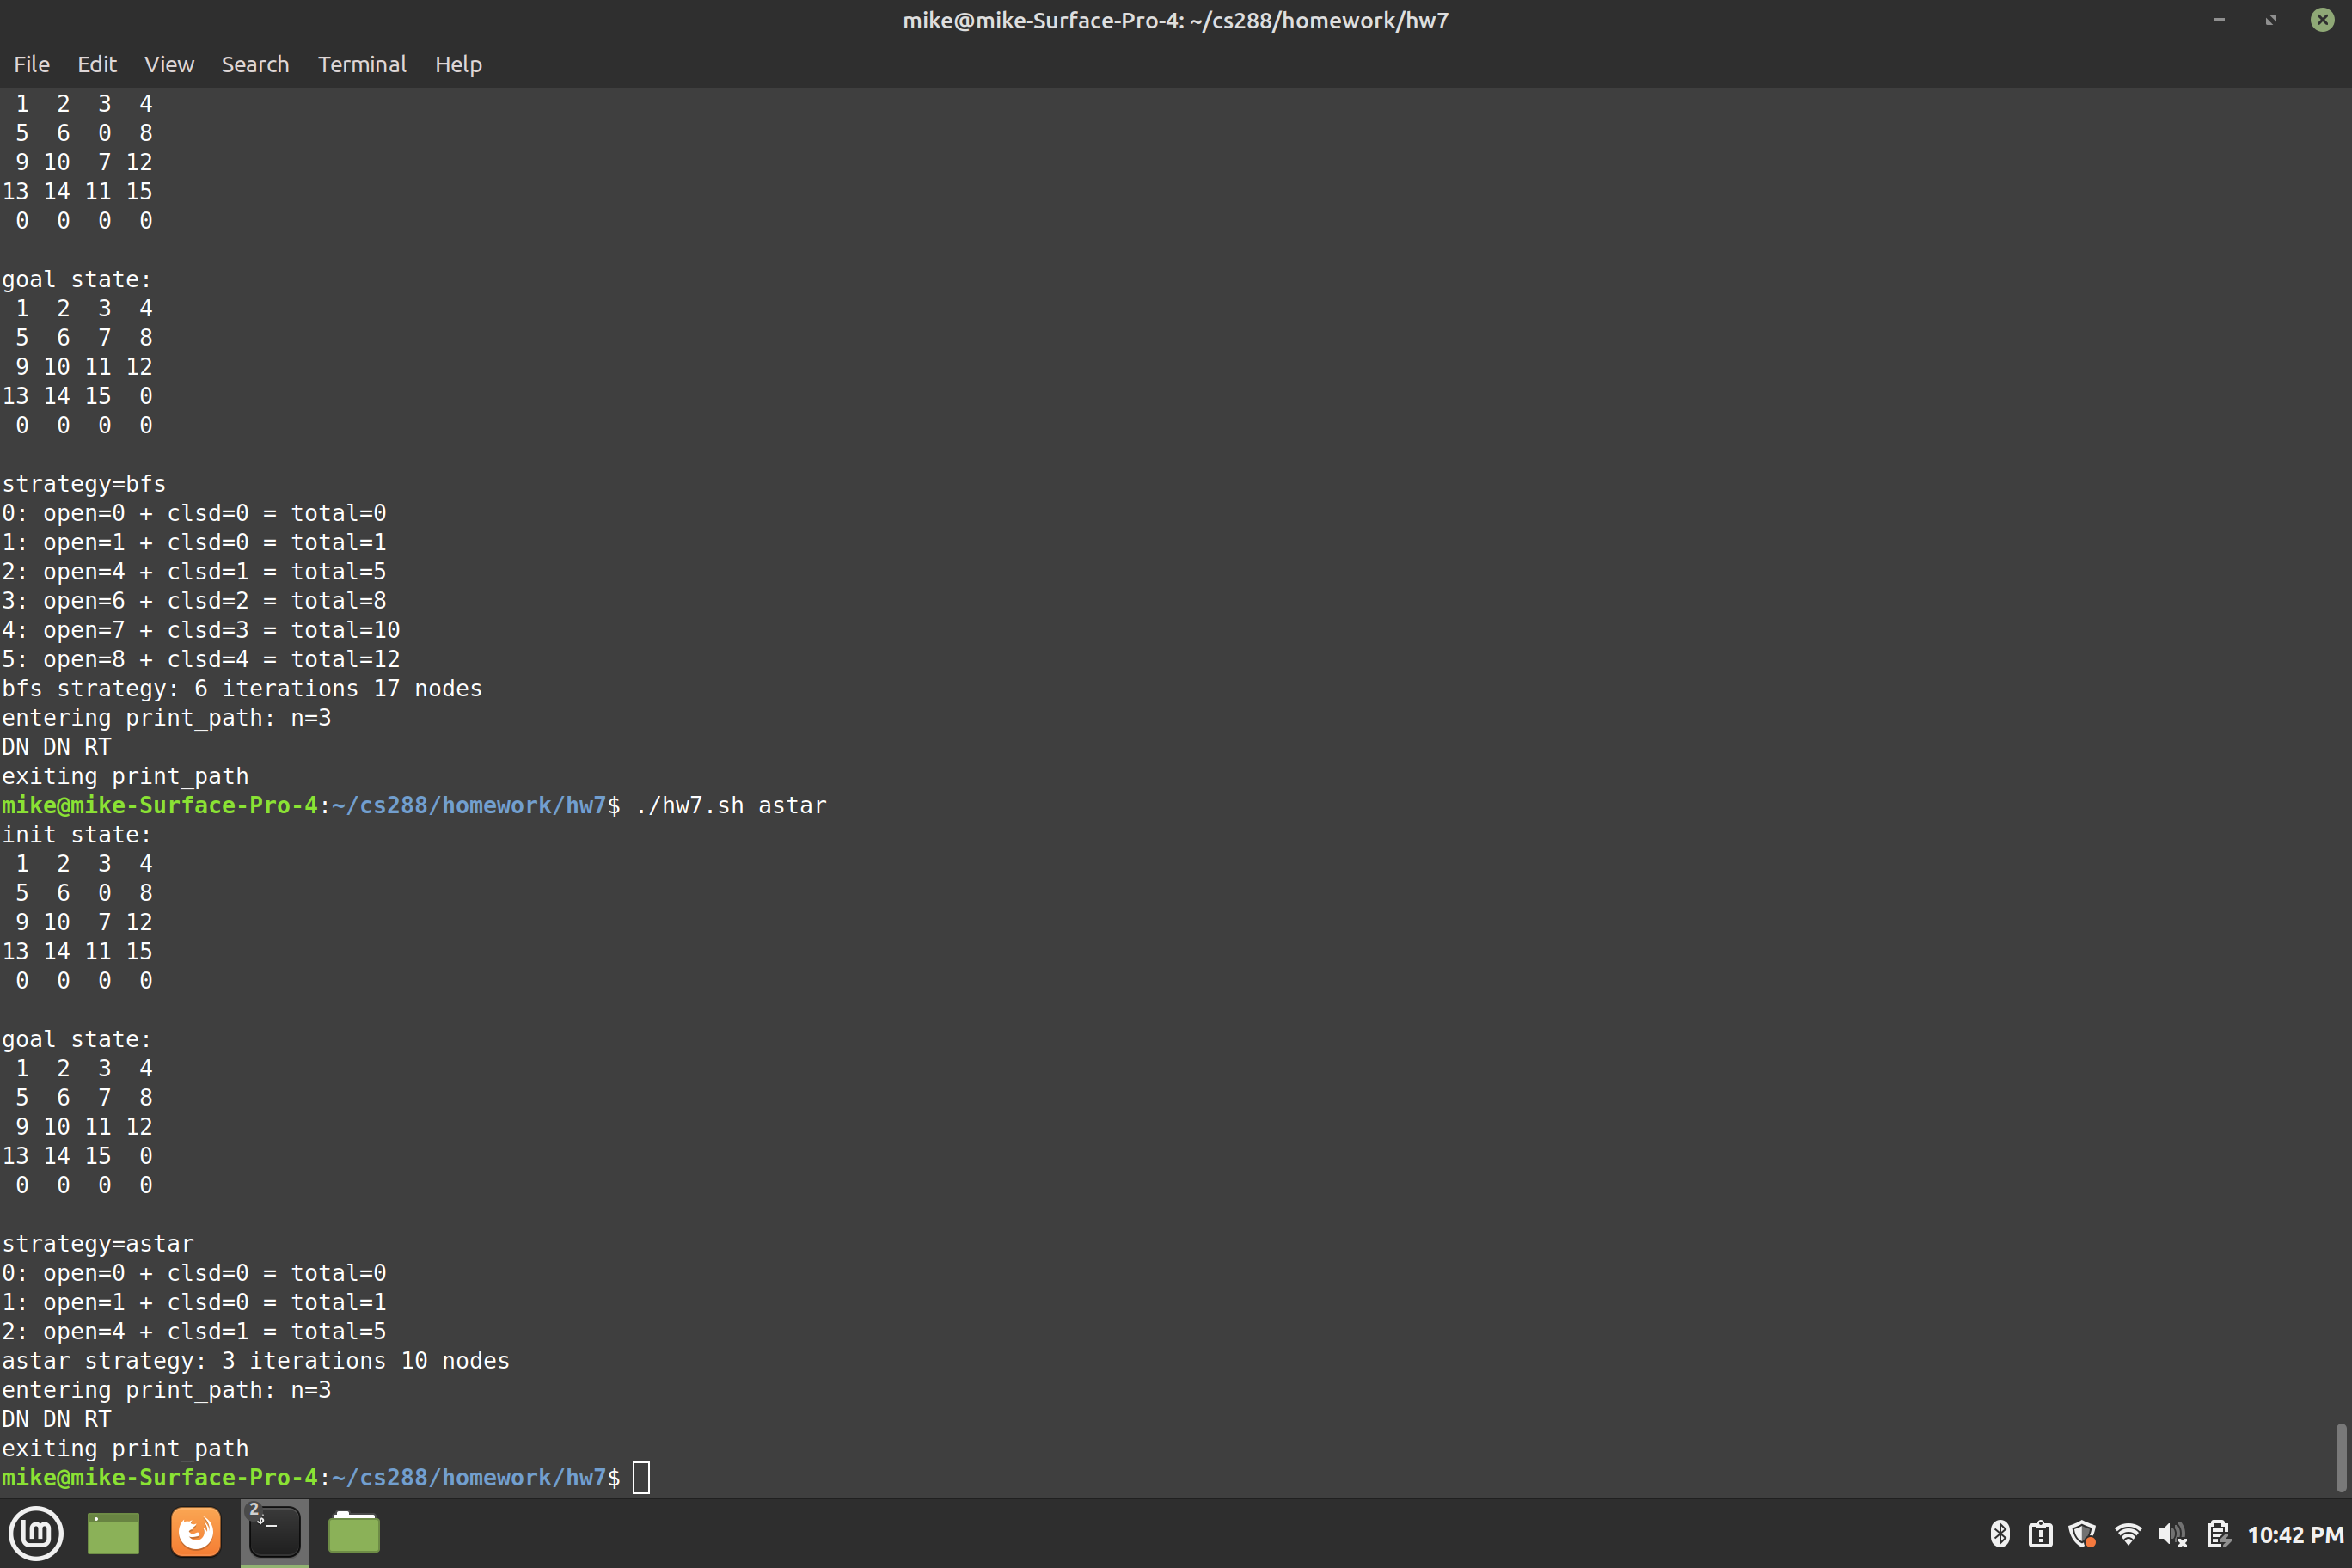 mike@mike-Surface-Pro-4: ~/cs288/homework/hw7
File Edit View Search Terminal Help
 1  2  3  4
 5  6  0  8
 9 10  7 12
13 14 11 15
 0  0  0  0

goal state:
 1  2  3  4
 5  6  7  8
 9 10 11 12
13 14 15  0
 0  0  0  0

strategy=bfs
0: open=0 + clsd=0 = total=0
1: open=1 + clsd=0 = total=1
2: open=4 + clsd=1 = total=5
3: open=6 + clsd=2 = total=8
4: open=7 + clsd=3 = total=10
5: open=8 + clsd=4 = total=12
bfs strategy: 6 iterations 17 nodes
entering print_path: n=3
DN DN RT
exiting print_path
mike@mike-Surface-Pro-4:~/cs288/homework/hw7$ ./hw7.sh astar
init state:
 1  2  3  4
 5  6  0  8
 9 10  7 12
13 14 11 15
 0  0  0  0

goal state:
 1  2  3  4
 5  6  7  8
 9 10 11 12
13 14 15  0
 0  0  0  0

strategy=astar
0: open=0 + clsd=0 = total=0
1: open=1 + clsd=0 = total=1
2: open=4 + clsd=1 = total=5
astar strategy: 3 iterations 10 nodes
entering print_path: n=3
DN DN RT
exiting print_path
mike@mike-Surface-Pro-4:~/cs288/homework/hw7$
2
10:42 PM